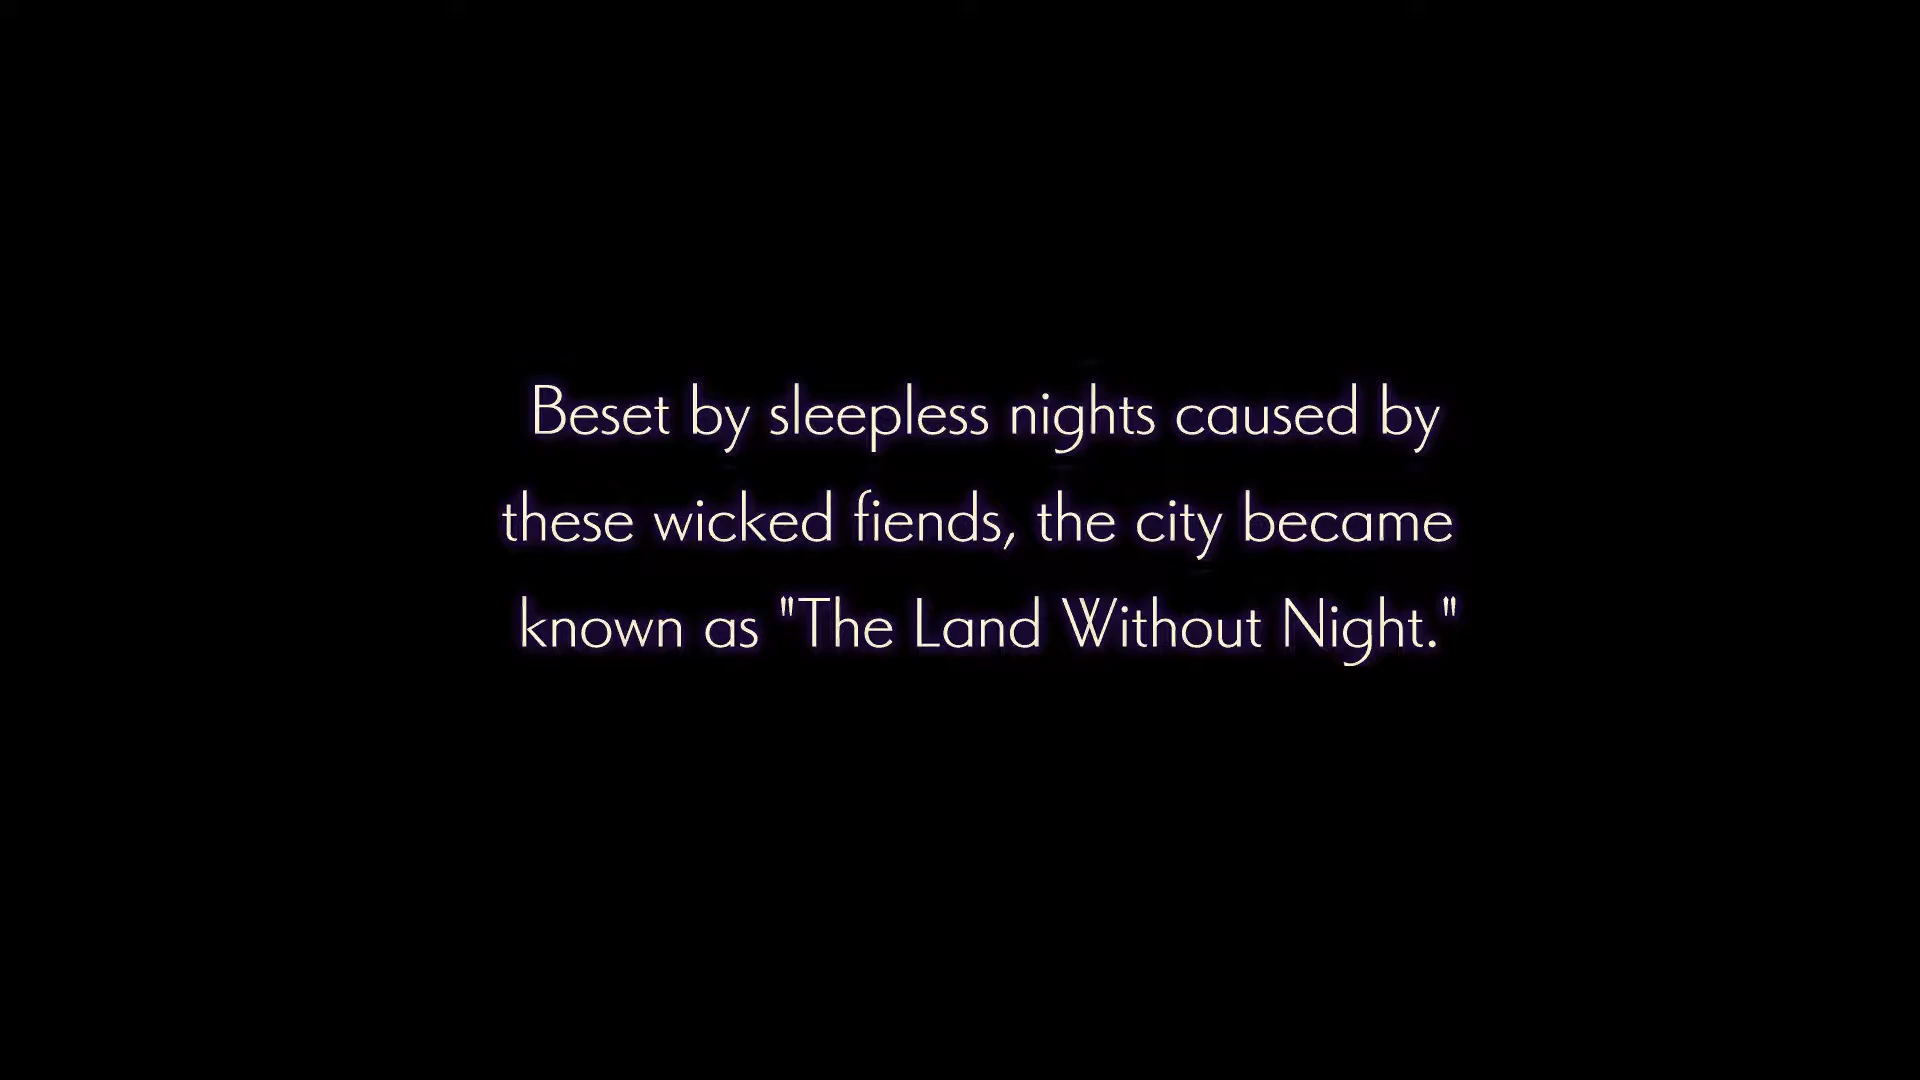 Beset by sleepless nights caused by
these wicked fiends, the city became
known as "The Land Without Night."